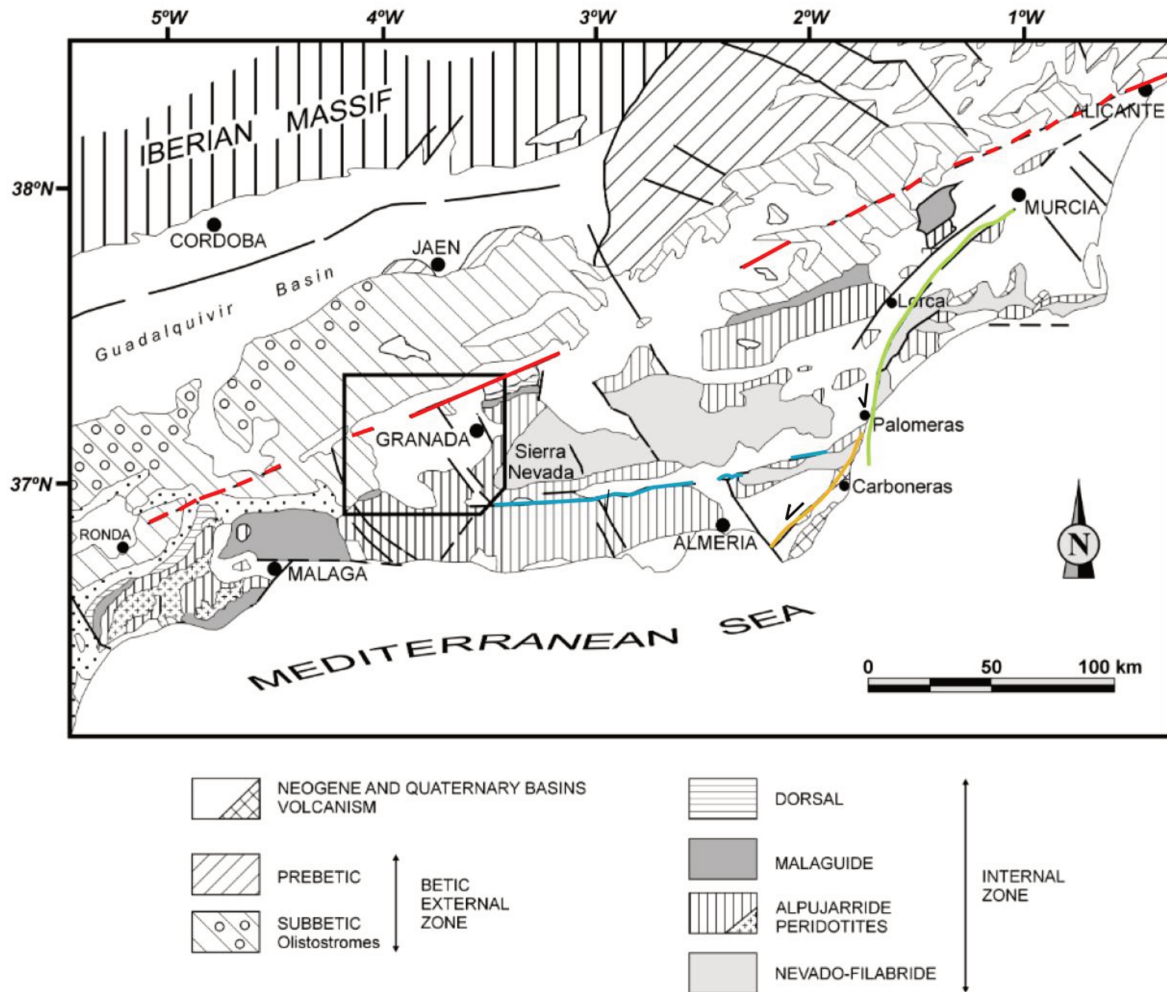 5ºW 4ºW 3ºW 2ºW 1ºW
IBERIAN MASSIF
ALICANTE
38ºN
CORDOBA
MURCIA
JAEN
Guadalquivir Basin
Lorca
GRANADA
Palomeras
Sierra
Nevada
37ºN
Carboneras
RONDA
ALMERIA
MALAGA
N
MEDITERRANEAN SEA
0 50 100 km
NEOGENE AND QUATERNARY BASINS
VOLCANISM
PREBETIC
BETIC
EXTERNAL
ZONE
SUBBETIC
Olistostromes
DORSAL
MALAGUIDE
INTERNAL
ZONE
ALPUJARRIDE
PERIDOTITES
NEVADO-FILABRIDE